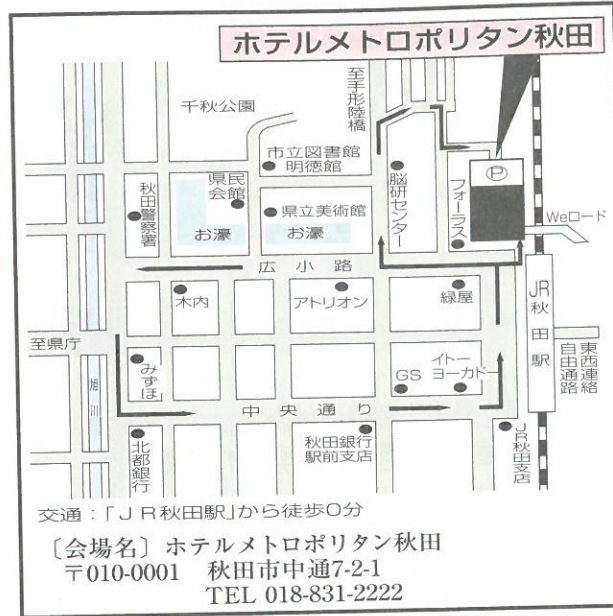 ホテルメトロポリタン秋田
至手形陸橋
千秋公園
市立図書館
明徳館
脳研センター
フォーラス
Ⓟ
県民
会館
秋田警察署
県立美術館
お濠
お濠
Weロード
広小路
木内
アトリオン
緑屋
JR秋田駅
至県庁
みずほ
旭川
GS
イトー
ヨーカドー
東西連絡
自由通路
中央通り
北都銀行
秋田銀行
駅前支店
JR秋田支店
交通：「JR秋田駅」から徒歩0分
〔会場名〕ホテルメトロポリタン秋田
〒010-0001 秋田市中通7-2-1
TEL 018-831-2222